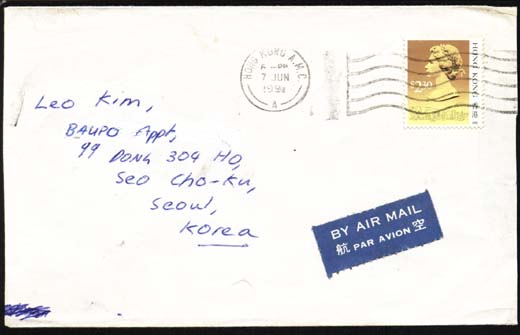 HONG KONG A.M.C.
7 JUN
A
$2.30
HONG KONG 香港
Leo Kim,
BAUPO Appt,
99 DONG 304 HO,
Seo Cho-Ku,
Seoul,
Korea
BY AIR MAIL
航 PAR AVION 空